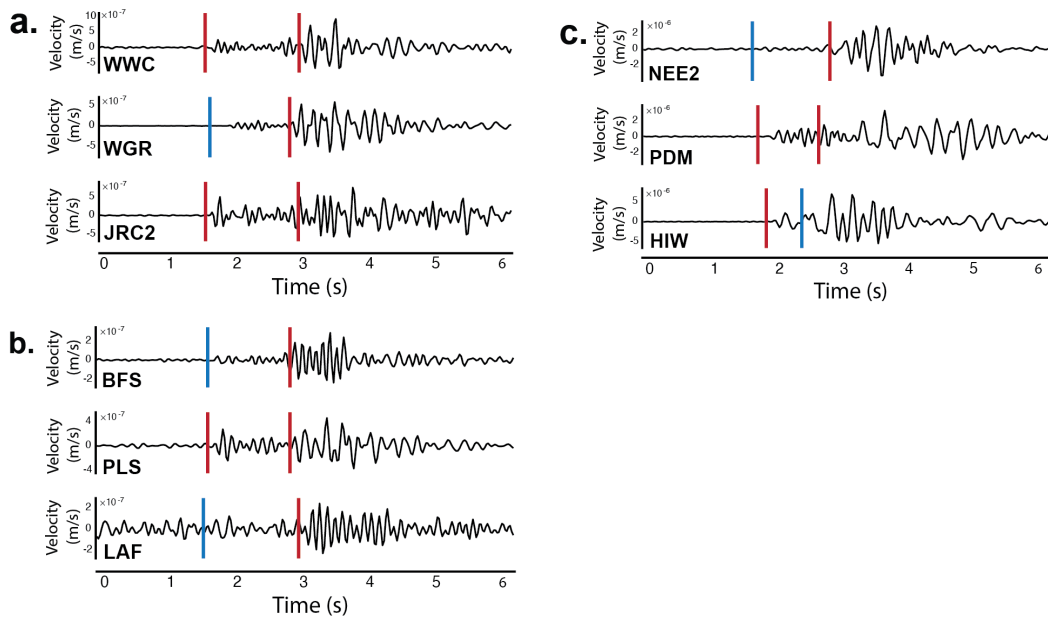 a.
Velocity
(m/s)
10
5
0
-5
×10⁻⁷
WWC
Velocity
(m/s)
5
0
-5
×10⁻⁷
WGR
Velocity
(m/s)
5
0
-5
×10⁻⁷
JRC2
0 1 2 3 4 5 6
Time (s)
b.
Velocity
(m/s)
2
0
-2
×10⁻⁷
BFS
Velocity
(m/s)
4
0
-4
×10⁻⁷
PLS
Velocity
(m/s)
2
0
-2
×10⁻⁷
LAF
0 1 2 3 4 5 6
Time (s)
c.
Velocity
(m/s)
2
0
-2
×10⁻⁶
NEE2
Velocity
(m/s)
2
0
-2
×10⁻⁶
PDM
Velocity
(m/s)
5
0
-5
×10⁻⁶
HIW
0 1 2 3 4 5 6
Time (s)